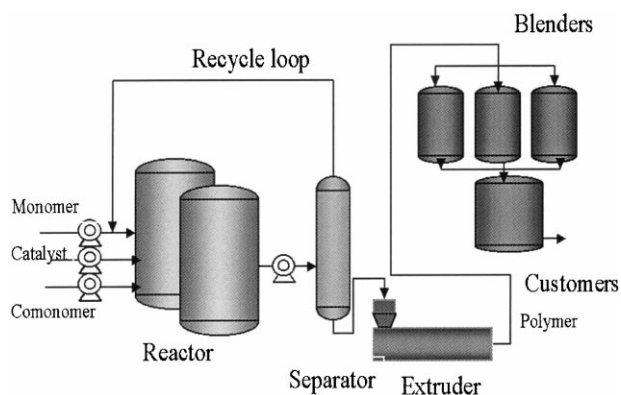 Blenders
Recycle loop
Monomer
Catalyst
Comonomer
Customers
Polymer
Reactor
Separator
Extruder